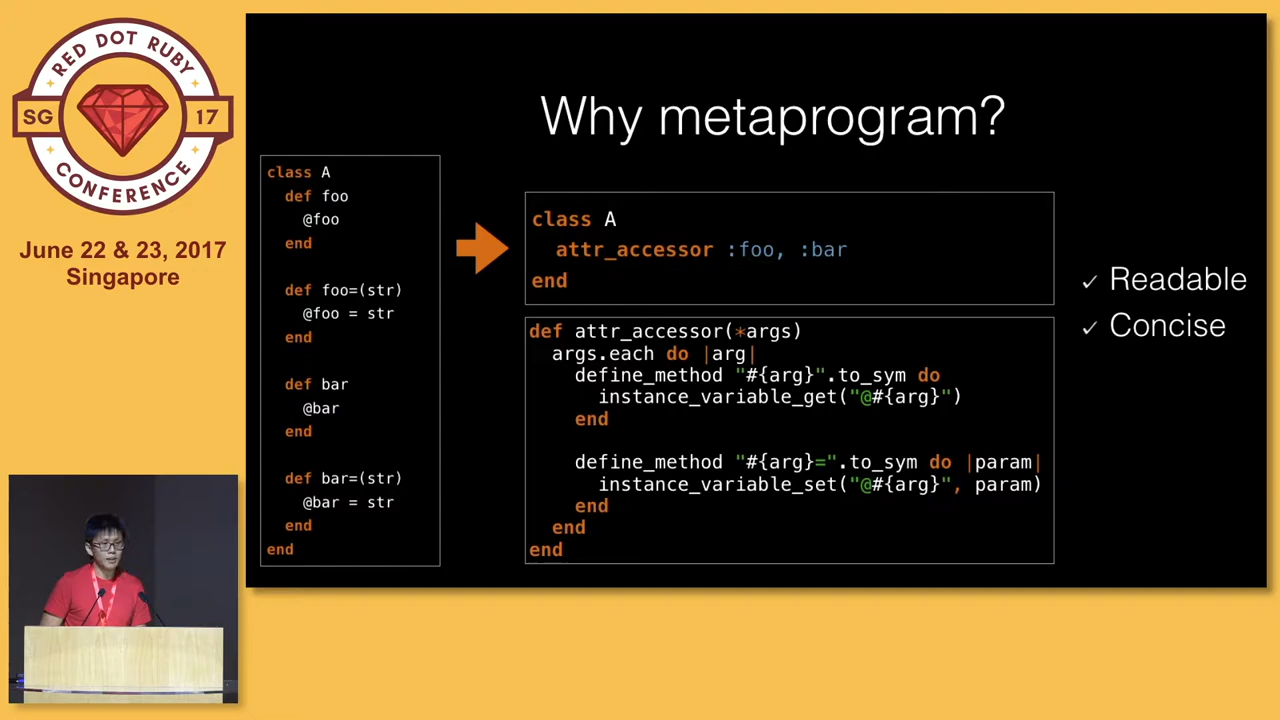 RED DOT RUBY
SG 17
CONFERENCE
June 22 & 23, 2017
Singapore
Why metaprogram?
class A
  def foo
    @foo
  end

  def foo=(str)
    @foo = str
  end

  def bar
    @bar
  end

  def bar=(str)
    @bar = str
  end
end
class A
  attr_accessor :foo, :bar
end
def attr_accessor(*args)
  args.each do |arg|
    define_method "#{arg}".to_sym do
      instance_variable_get("@#{arg}")
    end

    define_method "#{arg}=".to_sym do |param|
      instance_variable_set("@#{arg}", param)
    end
  end
end
✓ Readable
✓ Concise